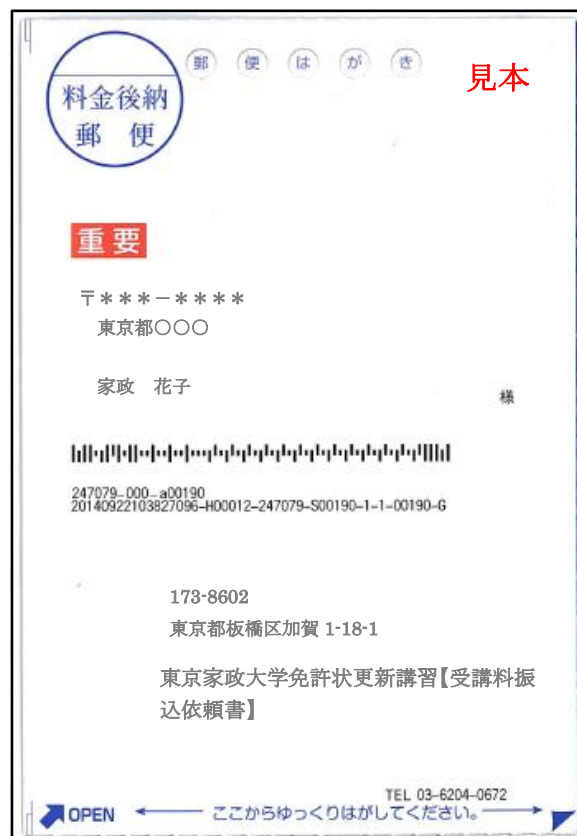 郵便はがき
見本
料金後納
郵 便
重要
〒***-****
東京都〇〇〇
家政 花子
様
247079-000-a00190
20140922103827096-H00012-247079-S00190-1-1-00190-G
173-8602
東京都板橋区加賀 1-18-1
東京家政大学免許状更新講習【受講料振
込依頼書】
TEL 03-6204-0672
OPEN ← ここからゆっくりはがしてください。→